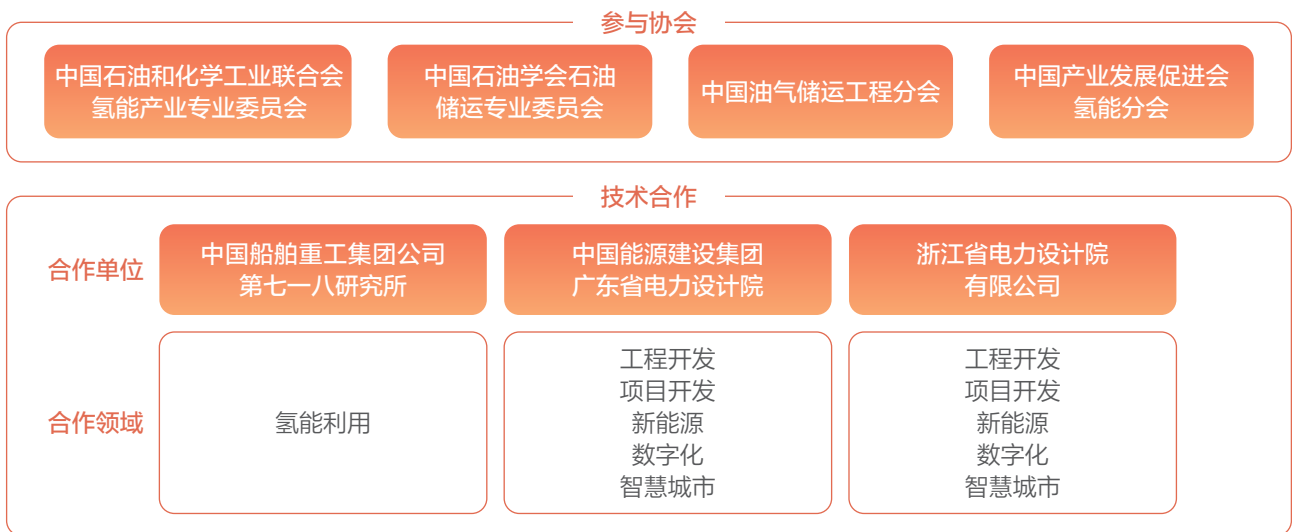 参与协会
中国石油和化学工业联合会
氢能产业专业委员会
中国石油学会石油
储运专业委员会
中国油气储运工程分会
中国产业发展促进会
氢能分会
技术合作
合作单位
中国船舶重工集团公司
第七一八研究所
中国能源建设集团
广东省电力设计院
浙江省电力设计院
有限公司
合作领域
氢能利用
工程开发
项目开发
新能源
数字化
智慧城市
工程开发
项目开发
新能源
数字化
智慧城市